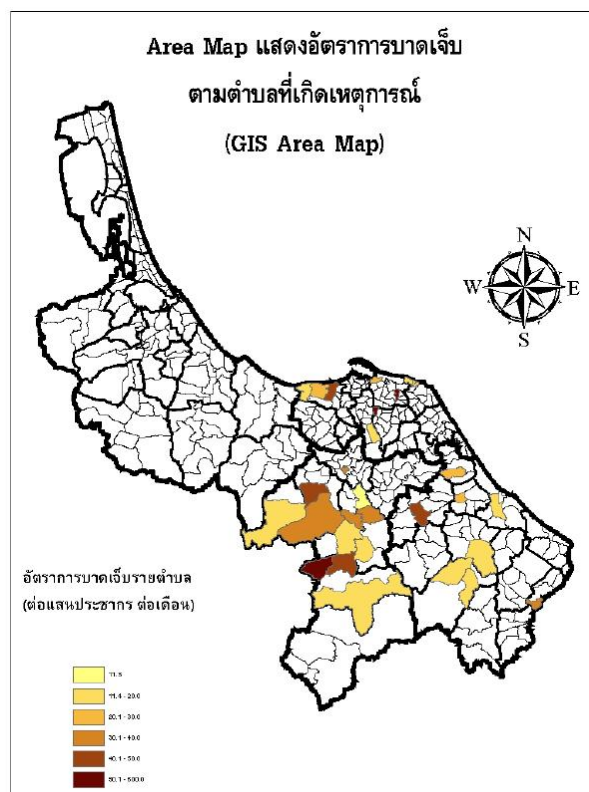 Area Map แสดงอัตราการบาดเจ็บ
ตามตำบลที่เกิดเหตุการณ์
(GIS Area Map)
N
W
E
S
อัตราการบาดเจ็บรายตำบล
(ต่อแสนประชากร ต่อเดือน)
11.4 - 20.0
20.1 - 30.0
30.1 - 40.0
40.1 - 50.0